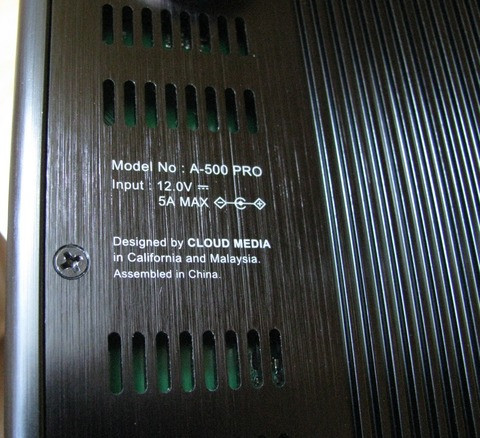 Model No : A-500 PRO
Input : 12.0V ⎓
5A MAX
Designed by CLOUD MEDIA
in California and Malaysia.
Assembled in China.